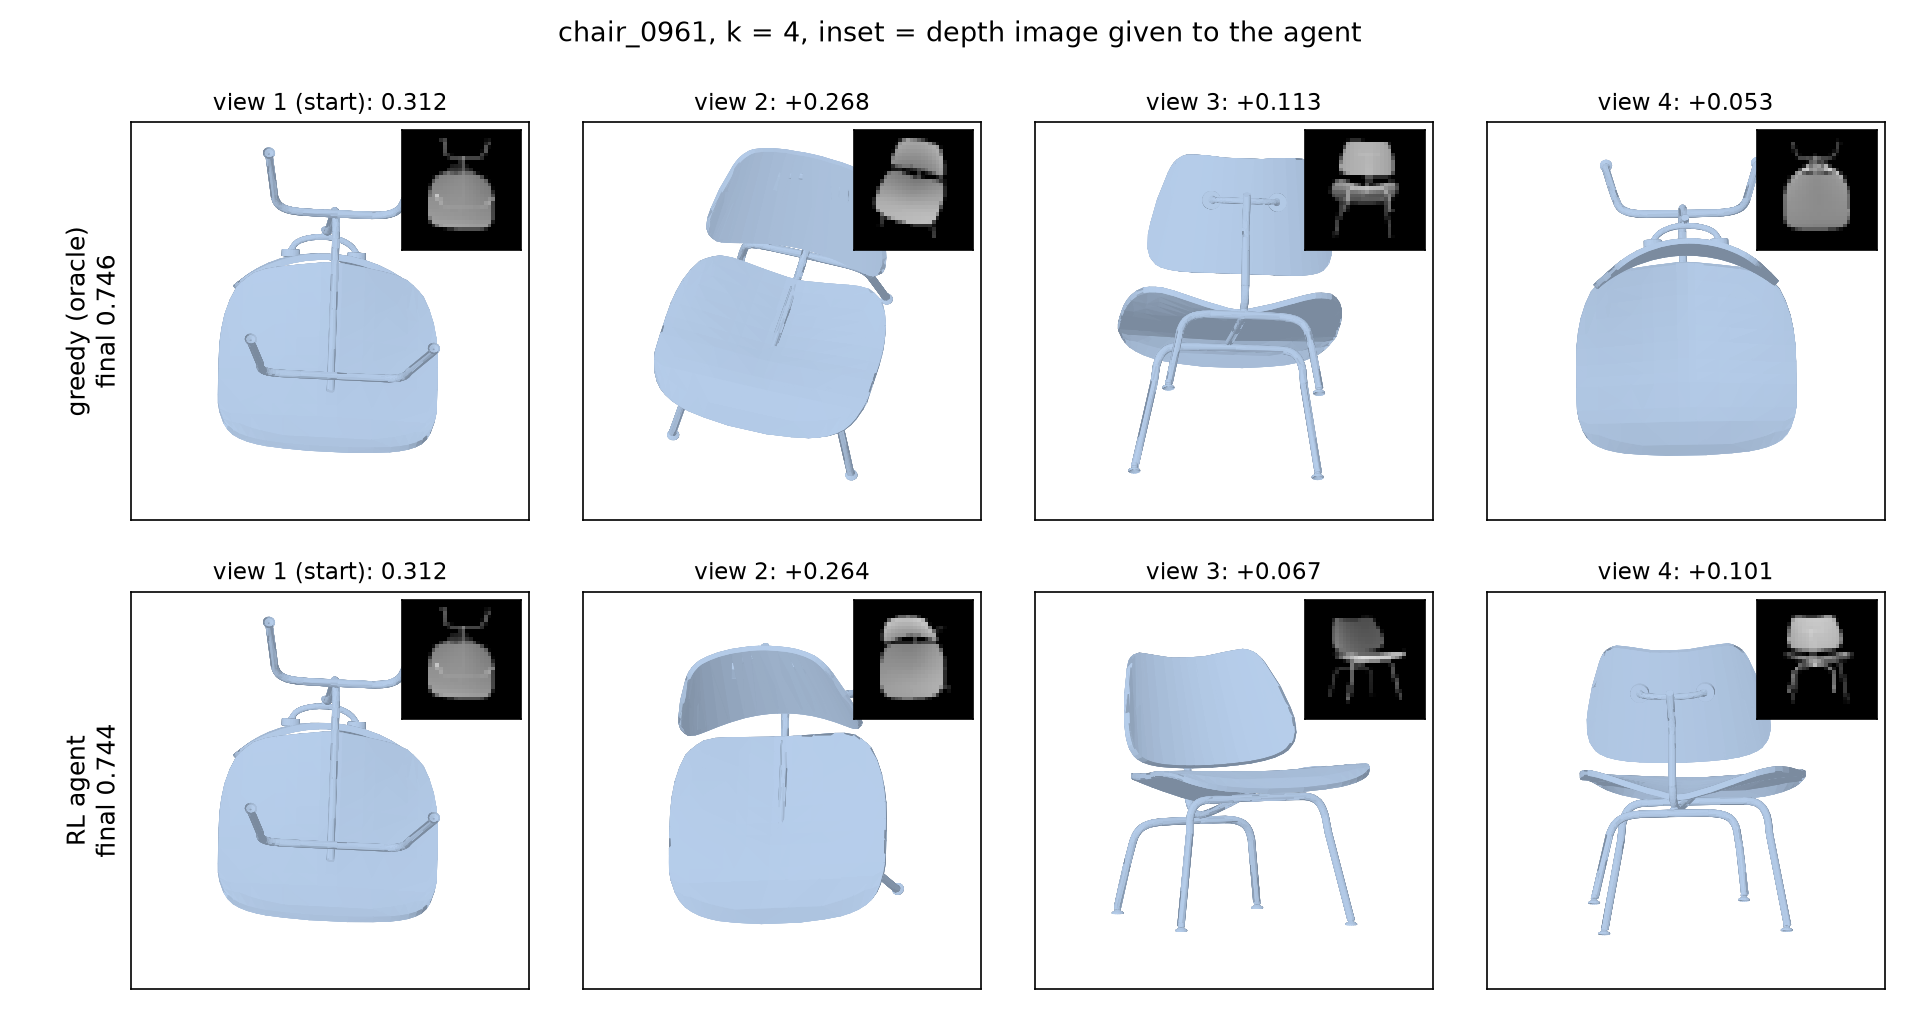 chair_0961, k = 4, inset = depth image given to the agent
view 1 (start): 0.312
view 2: +0.268
view 3: +0.113
view 4: +0.053
greedy (oracle)
final 0.746
view 1 (start): 0.312
view 2: +0.264
view 3: +0.067
view 4: +0.101
RL agent
final 0.744